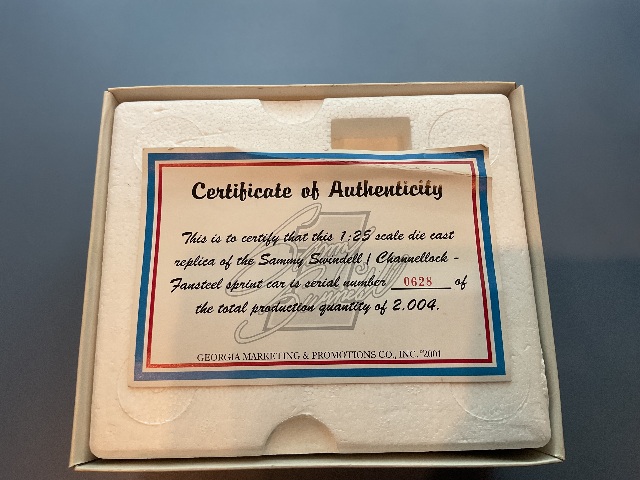 Certificate of Authenticity
This is to certify that this 1:25 scale die cast
replica of the Sammy Swindell / Channellock -
Fansteel sprint car is serial number 0628 of
the total production quantity of 2,004.
GEORGIA MARKETING & PROMOTIONS CO., INC. ©2001